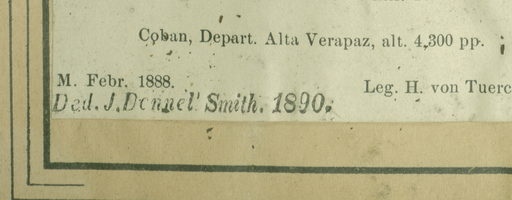 Coban, Depart. Alta Verapaz, alt. 4,300 pp.
M. Febr. 1888.
Leg. H. von Tuerc
Ded. J. Donnel Smith. 1890.